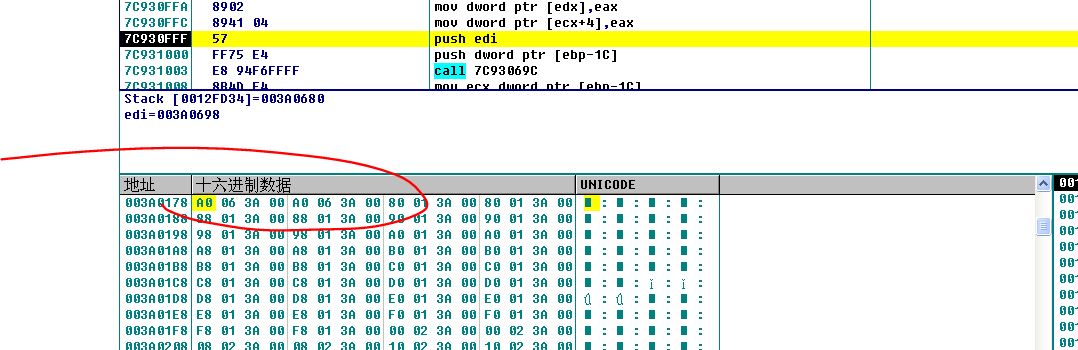 7C930FFA 8902 mov dword ptr [edx],eax
7C930FFC 8941 04 mov dword ptr [ecx+4],eax
7C930FFF 57 push edi
7C931000 FF75 E4 push dword ptr [ebp-1C]
7C931003 E8 94F6FFFF call 7C93069C
7C931008 8B4D E4 mov ecx dword ptr [ebp-1C]
Stack [0012FD34]=003A0680
edi=003A0698
地址 十六进制数据 UNICODE
003A0178 A0 06 3A 00 A0 06 3A 00 80 01 3A 00 80 01 3A 00 : : : :
003A0188 88 01 3A 00 88 01 3A 00 90 01 3A 00 90 01 3A 00 : : : :
003A0198 98 01 3A 00 98 01 3A 00 A0 01 3A 00 A0 01 3A 00 : : : :
003A01A8 A8 01 3A 00 A8 01 3A 00 B0 01 3A 00 B0 01 3A 00 : : : :
003A01B8 B8 01 3A 00 B8 01 3A 00 C0 01 3A 00 C0 01 3A 00 : : : :
003A01C8 C8 01 3A 00 C8 01 3A 00 D0 01 3A 00 D0 01 3A 00 : : : :
003A01D8 D8 01 3A 00 D8 01 3A 00 E0 01 3A 00 E0 01 3A 00 : : : :
003A01E8 E8 01 3A 00 E8 01 3A 00 F0 01 3A 00 F0 01 3A 00 : : : :
003A01F8 F8 01 3A 00 F8 01 3A 00 00 02 3A 00 00 02 3A 00 : : : :
003A0208 08 02 3A 00 08 02 3A 00 10 02 3A 00 10 02 3A 00 : : : :